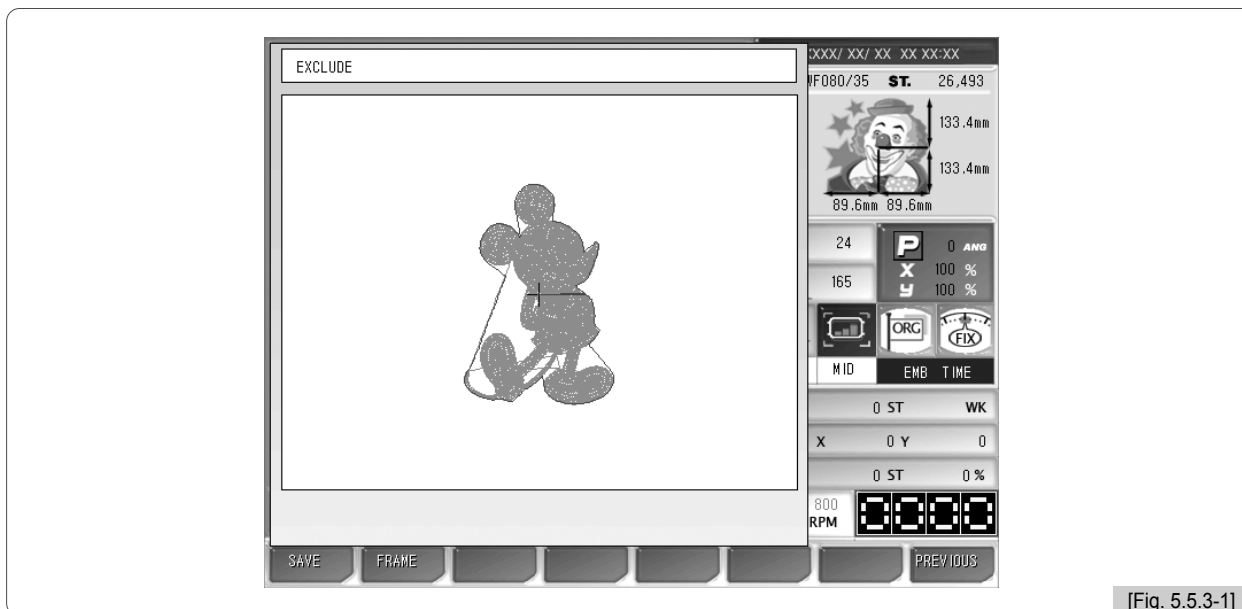 EXCLUDE
XXX/ XX/ XX XX XX:XX
F080/35 ST. 26,493
133.4mm
133.4mm
89.6mm 89.6mm
24
165
P 0 ANG
X 100 %
Y 100 %
ORG
FIX
MID
EMB TIME
0 ST WK
X 0 Y 0
0 ST 0 %
800
RPM
0000
SAVE
FRAME
PREVIOUS
[Fig. 5.5.3-1]